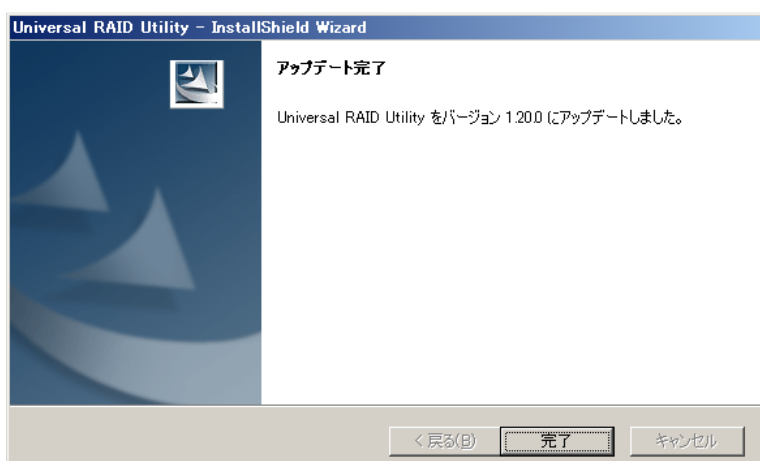 Universal RAID Utility - InstallShield Wizard
アップデート完了
Universal RAID Utility をバージョン 1.20.0 にアップデートしました。
< 戻る(B)
完了
キャンセル